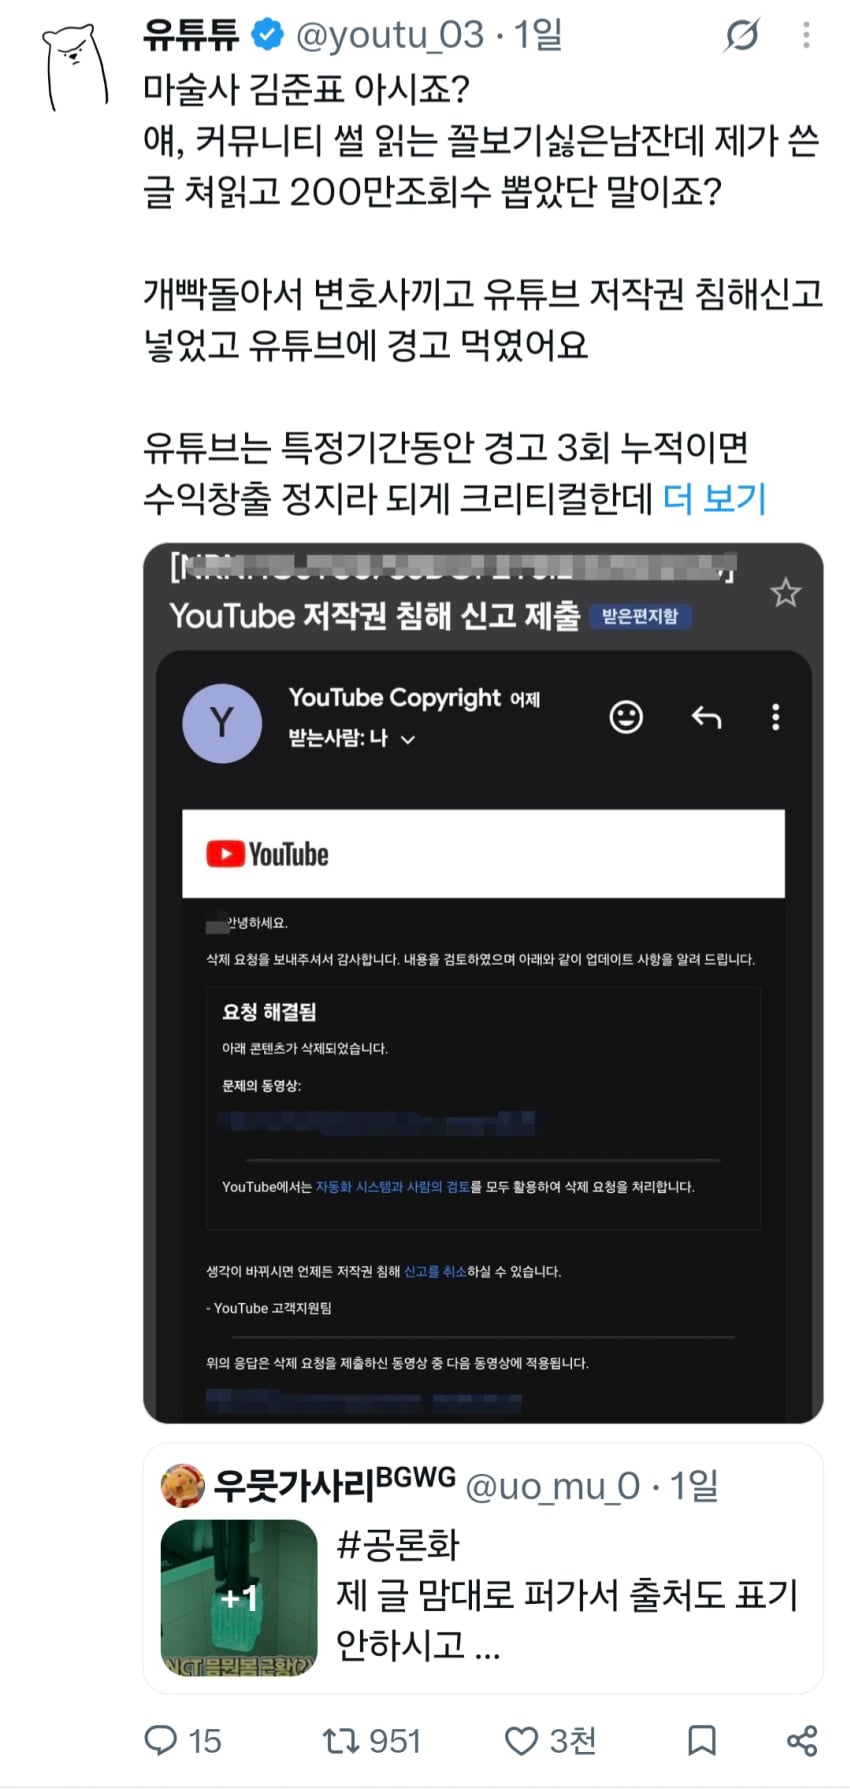 유튜튜 @youtu_03 · 1일
마술사 김준표 아시죠?
얘, 커뮤니티 썰 읽는 꼴보기싫은남잔데 제가 쓴
글 쳐읽고 200만조회수 뽑았단 말이죠?
개빡돌아서 변호사끼고 유튜브 저작권 침해신고
넣었고 유튜브에 경고 먹였어요
유튜브는 특정기간동안 경고 3회 누적이면
수익창출 정지라 되게 크리티컬한데 더 보기
YouTube 저작권 침해 신고 제출 받은편지함
Y
YouTube Copyright 어제
받는사람: 나
YouTube
안녕하세요.
삭제 요청을 보내주셔서 감사합니다. 내용을 검토하였으며 아래와 같이 업데이트 사항을 알려 드립니다.
요청 해결됨
아래 콘텐츠가 삭제되었습니다.
문제의 동영상:
YouTube에서는 자동화 시스템과 사람의 검토를 모두 활용하여 삭제 요청을 처리합니다.
생각이 바뀌시면 언제든 저작권 침해 신고를 취소하실 수 있습니다.
- YouTube 고객지원팀
위의 응답은 삭제 요청을 제출하신 동영상 중 다음 동영상에 적용됩니다.
우뭇가사리BGWG @uo_mu_0 · 1일
+1
#공론화
제 글 맘대로 퍼가서 출처도 표기
안하시고 ...
15 951 3천